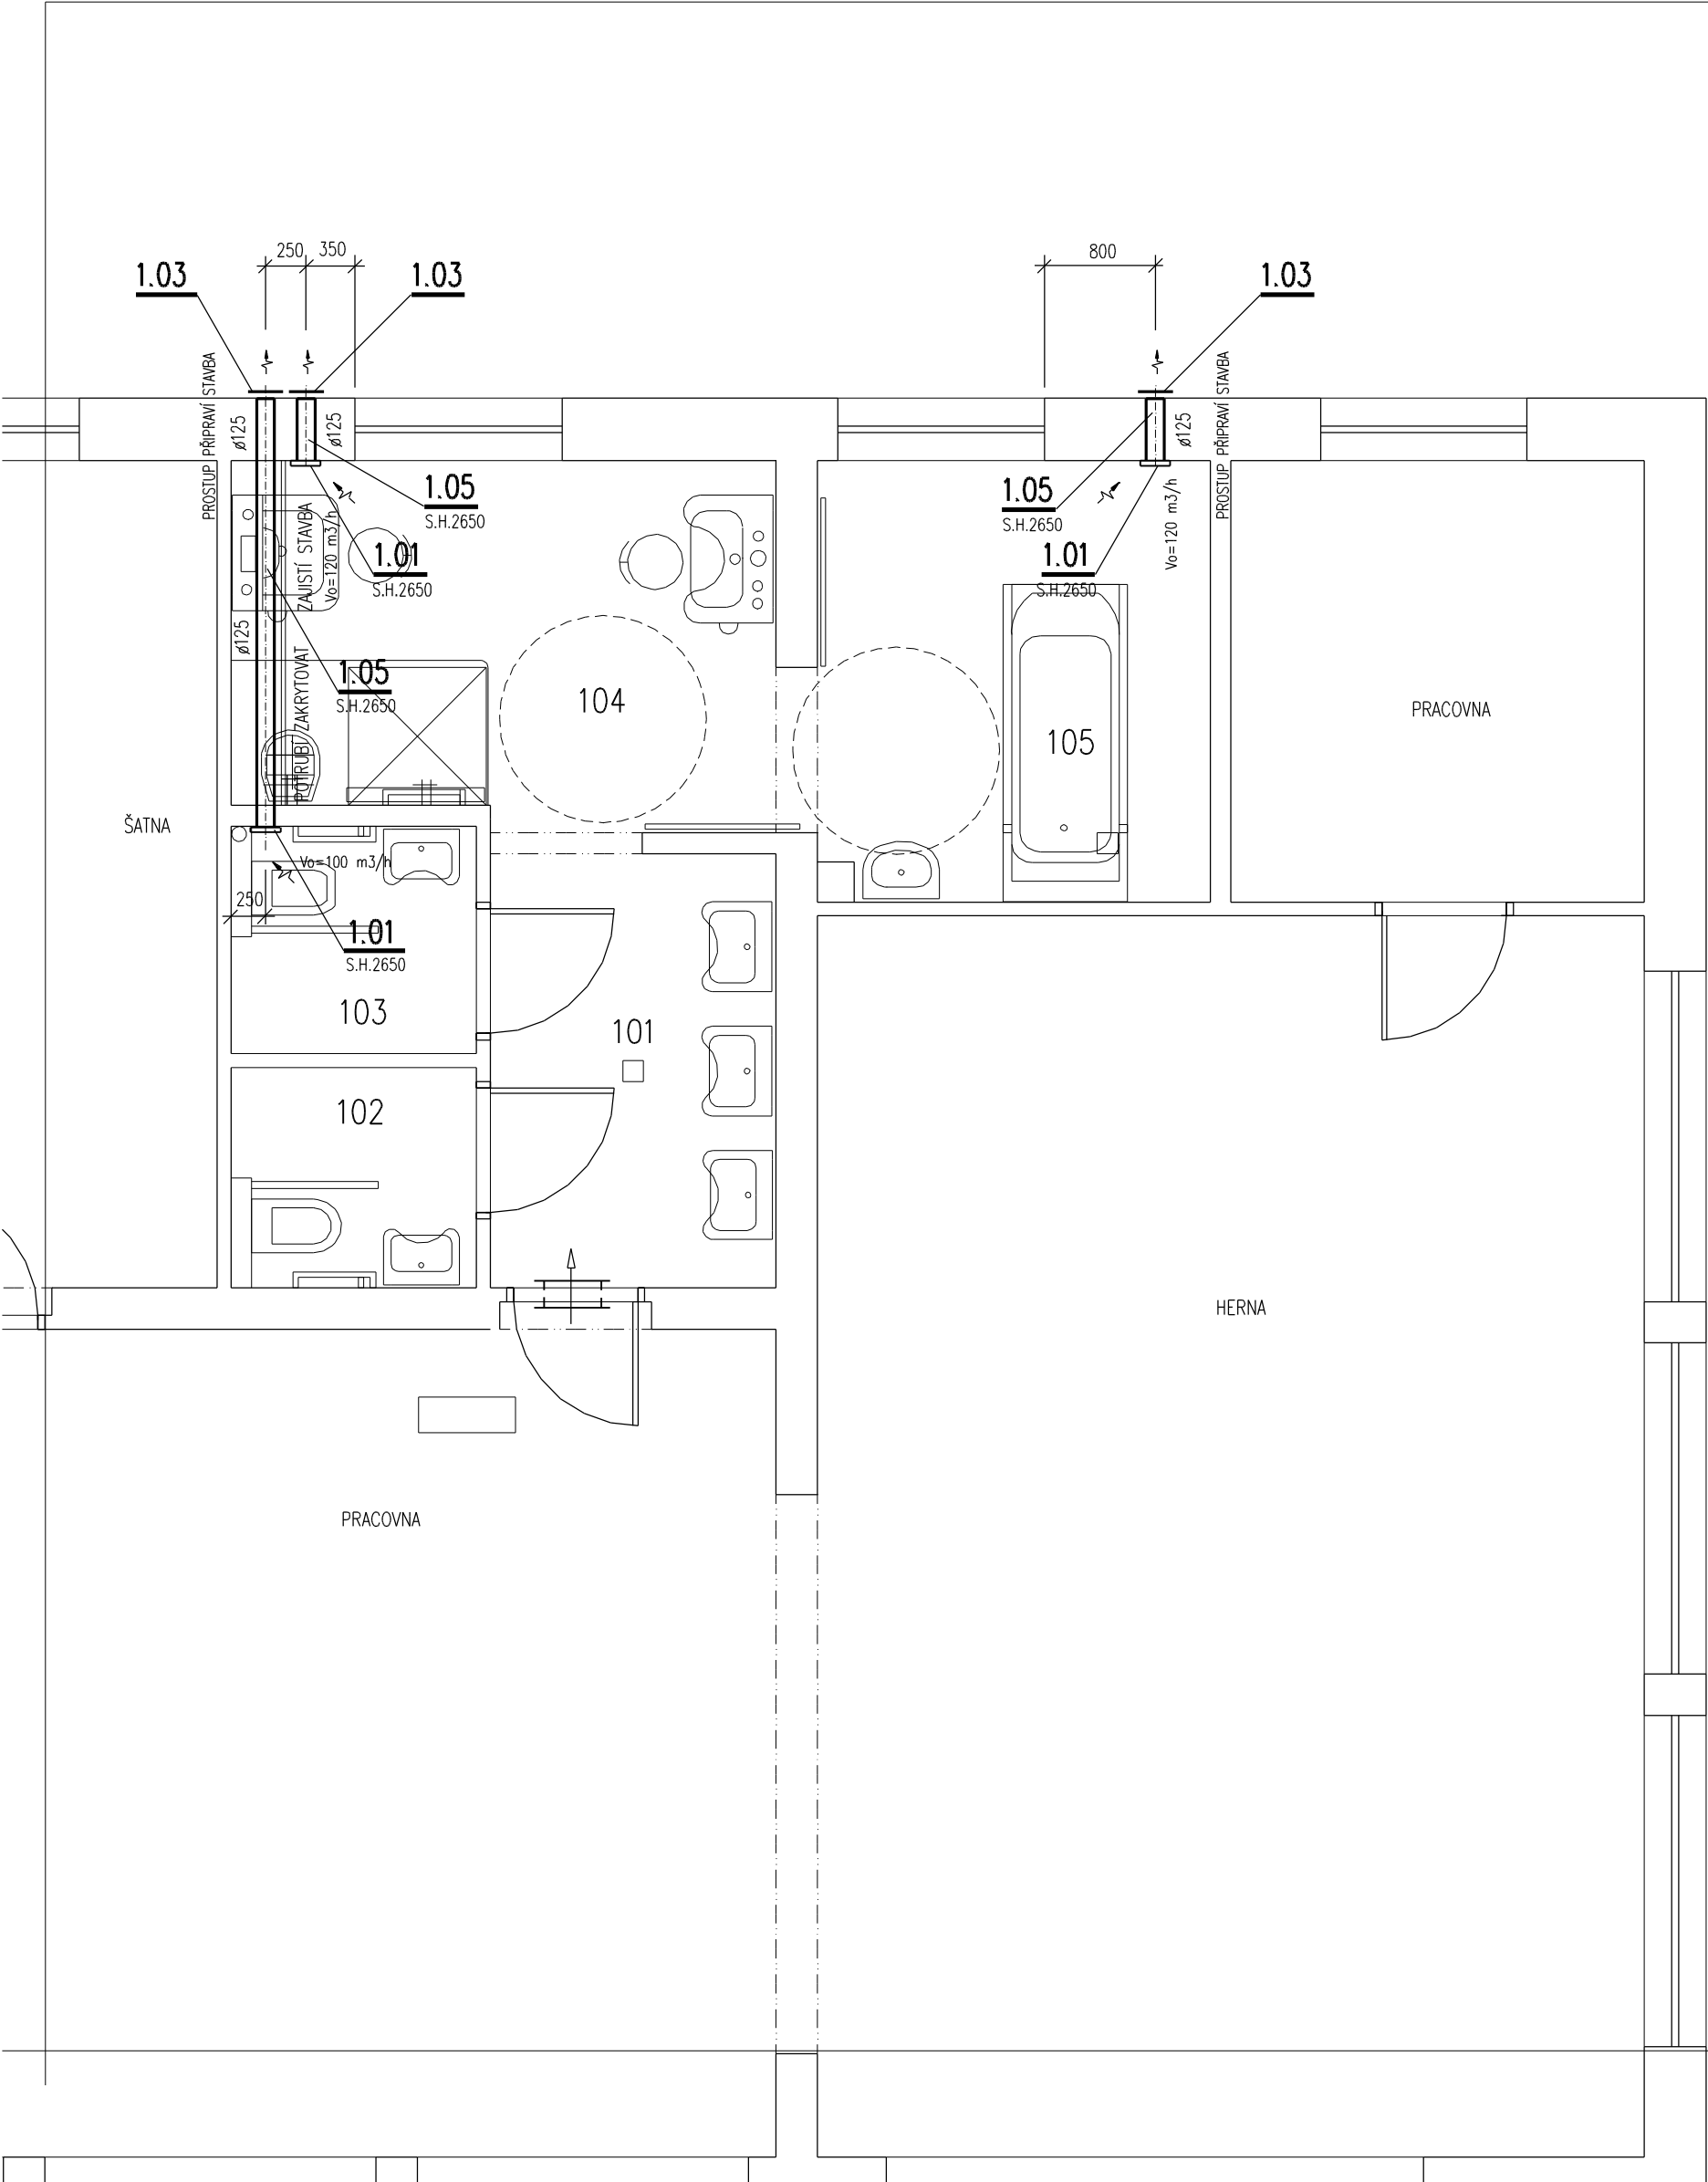 250
350
800
1.03
1.03
1.03
PROSTUP PŘIPRAVÍ STAVBA
ø125
ø125
ø125
PROSTUP PŘIPRAVÍ STAVBA
1.05
S.H.2650
1.05
S.H.2650
ZAJISTÍ STAVBA
Vo=120 m3/h
1.01
S.H.2650
1.01
S.H.2650
Vo=120 m3/h
ø125
POTRUBÍ ZAKRYTOVAT
1.05
S.H.2650
104
105
PRACOVNA
ŠATNA
Vo=100 m3/h
250
1.01
S.H.2650
103
101
102
HERNA
PRACOVNA